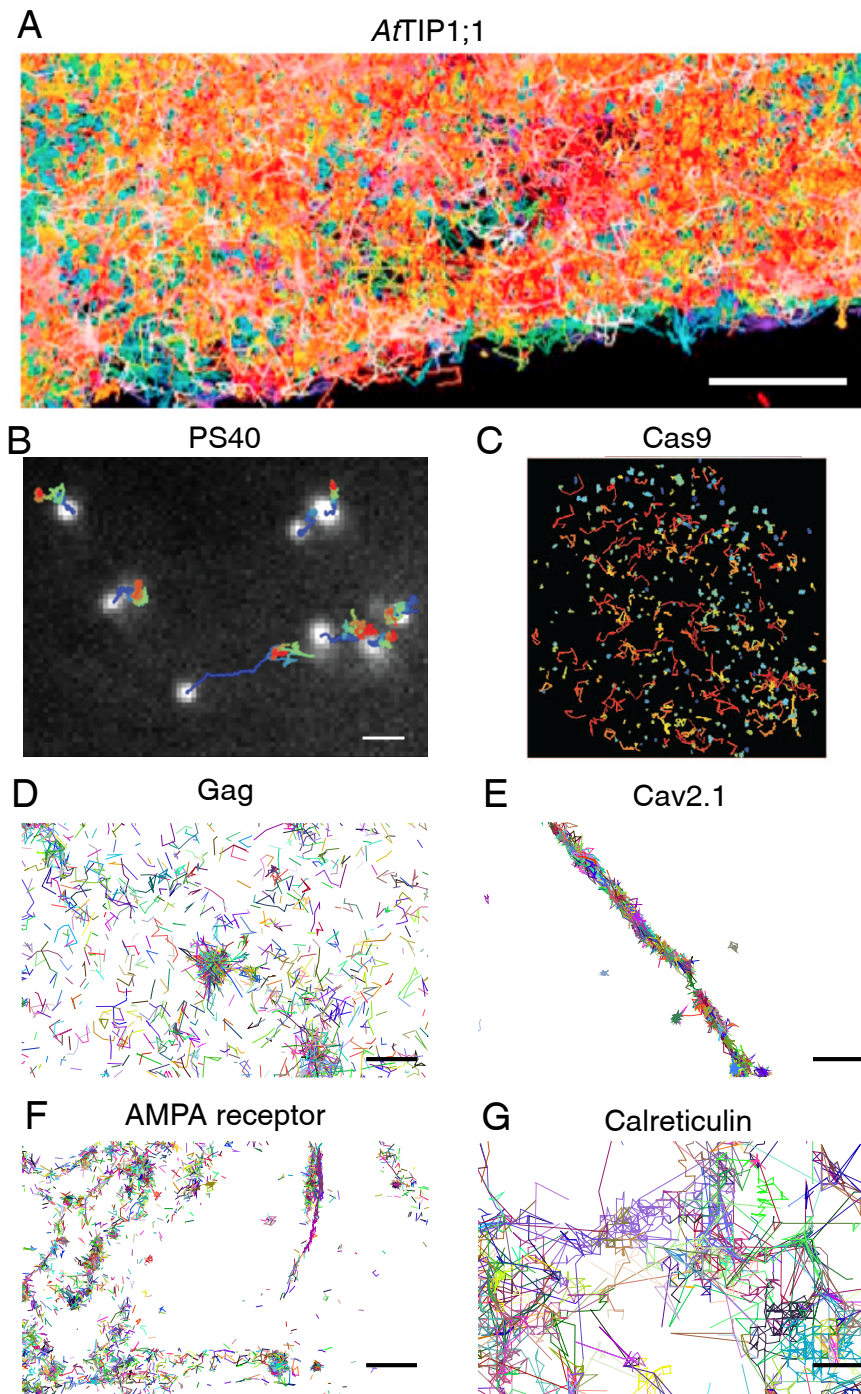 A
AtTIP1;1
B
PS40
C
Cas9
D
Gag
E
Cav2.1
F
AMPA receptor
G
Calreticulin